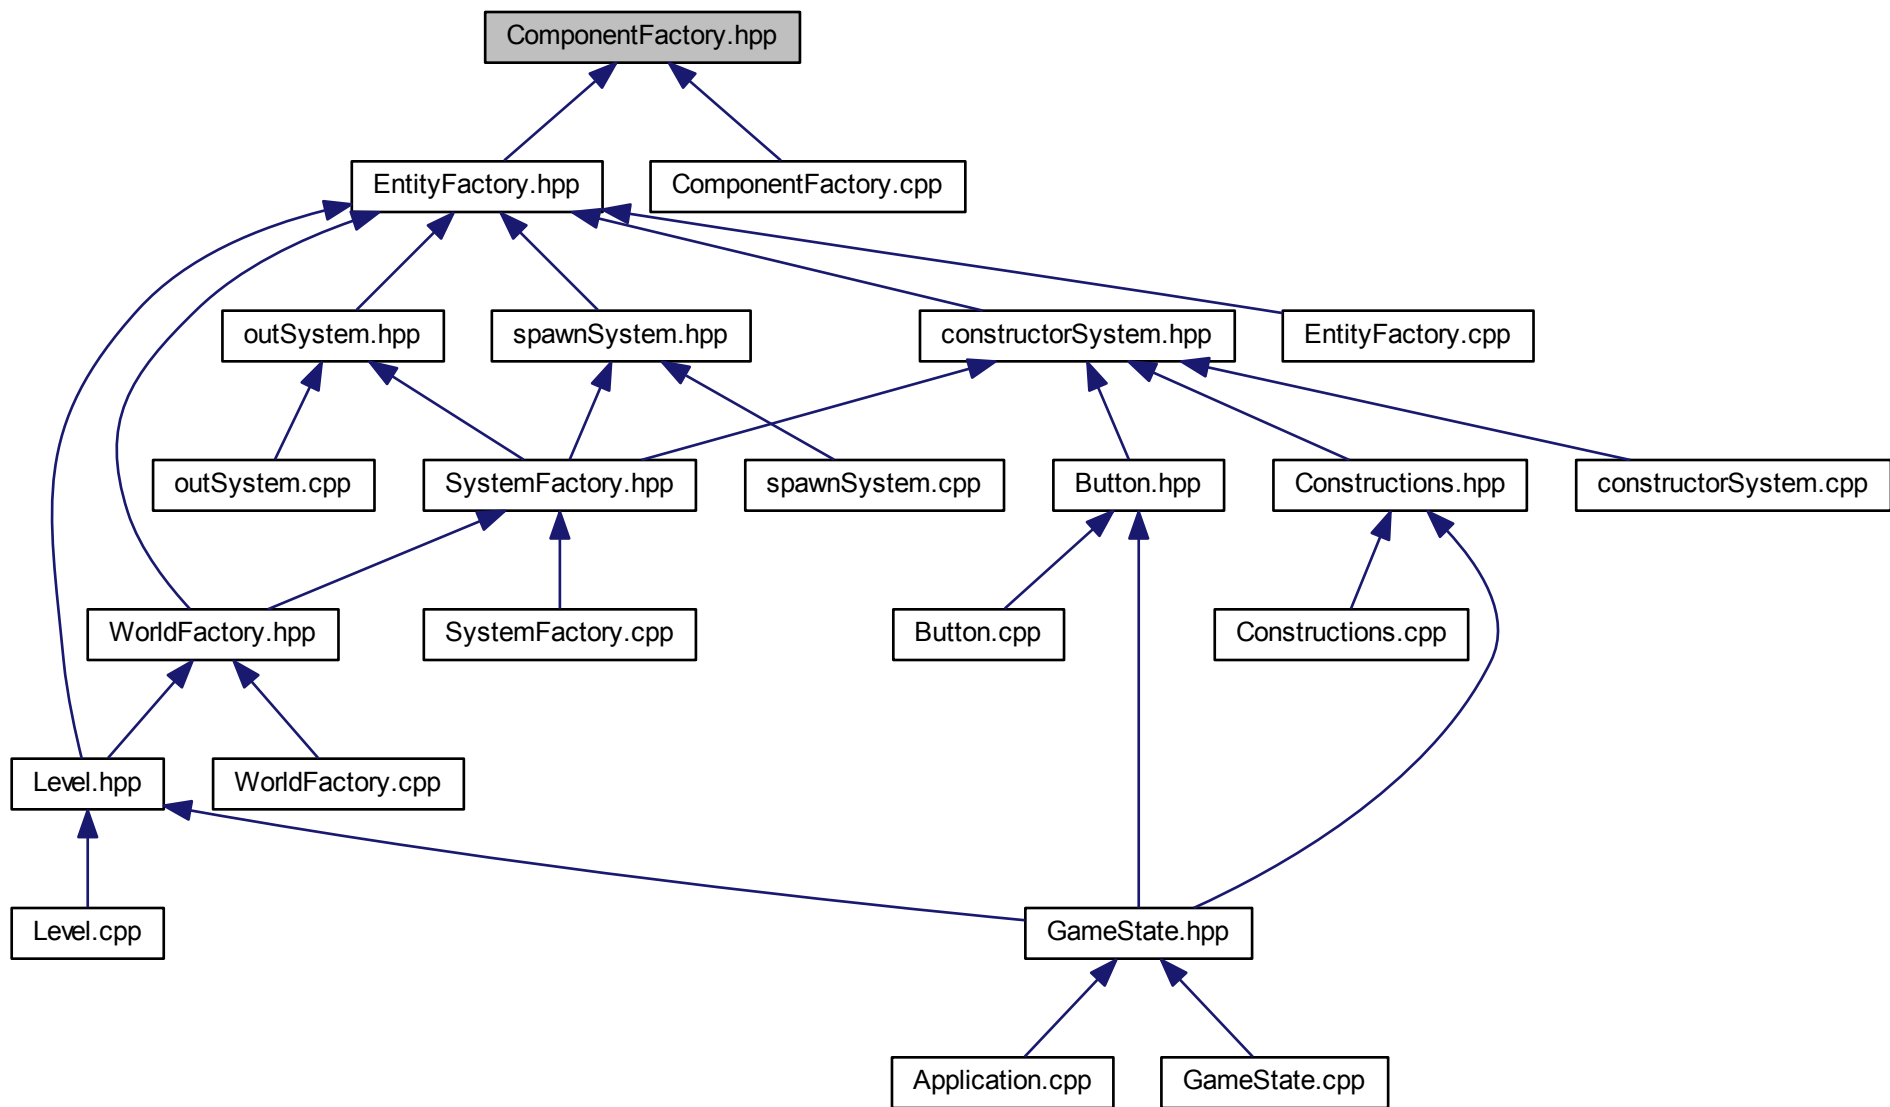 ComponentFactory.hpp
EntityFactory.hpp
ComponentFactory.cpp
outSystem.hpp
spawnSystem.hpp
constructorSystem.hpp
EntityFactory.cpp
outSystem.cpp
SystemFactory.hpp
spawnSystem.cpp
Button.hpp
Constructions.hpp
constructorSystem.cpp
WorldFactory.hpp
SystemFactory.cpp
Button.cpp
Constructions.cpp
Level.hpp
WorldFactory.cpp
Level.cpp
GameState.hpp
Application.cpp
GameState.cpp